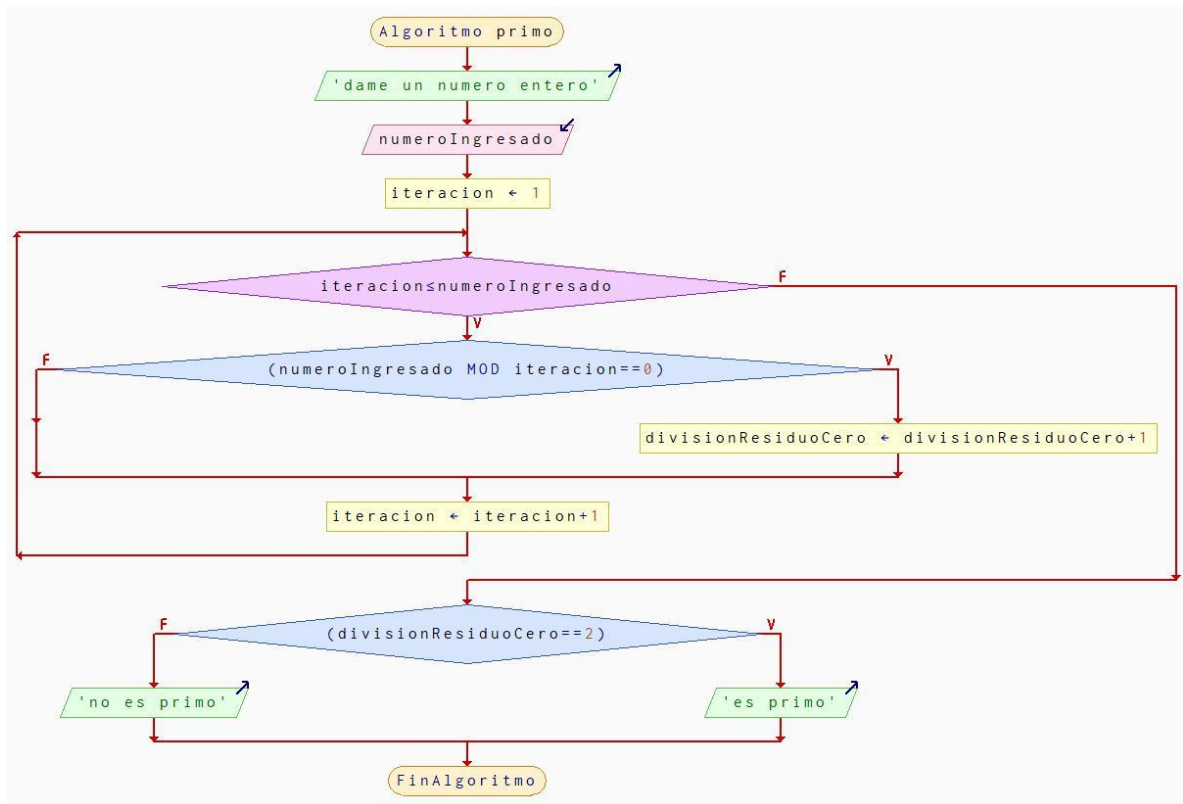 Algoritmo primo
'dame un numero entero'
numeroIngresado
iteracion ← 1
iteracion≤numeroIngresado
F
V
F
(numeroIngresado MOD iteracion==0)
V
divisionResiduoCero ← divisionResiduoCero+1
iteracion ← iteracion+1
F
(divisionResiduoCero==2)
V
'no es primo'
'es primo'
FinAlgoritmo